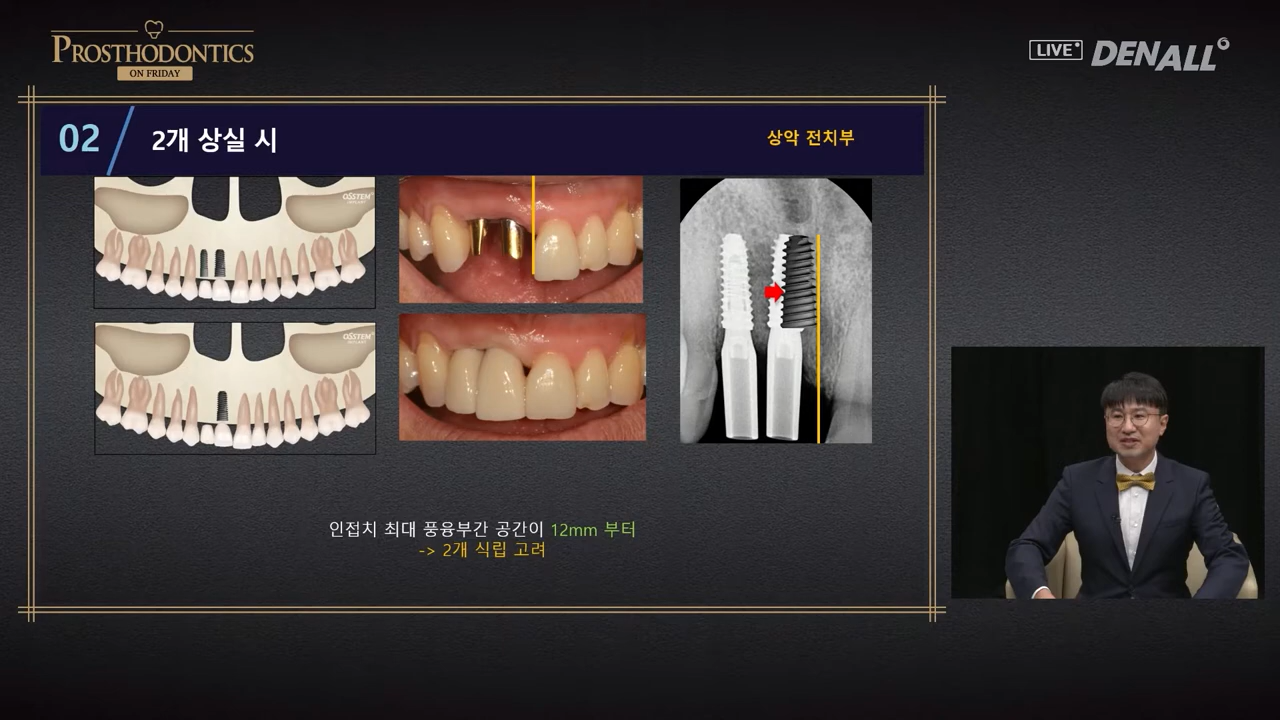 PROSTHODONTICS
ON FRIDAY
LIVE
DENALL
02
2개 상실 시
상악 전치부
OSSTEM
OSSTEM
인접치 최대 풍융부간 공간이 12mm 부터
-> 2개 식립 고려